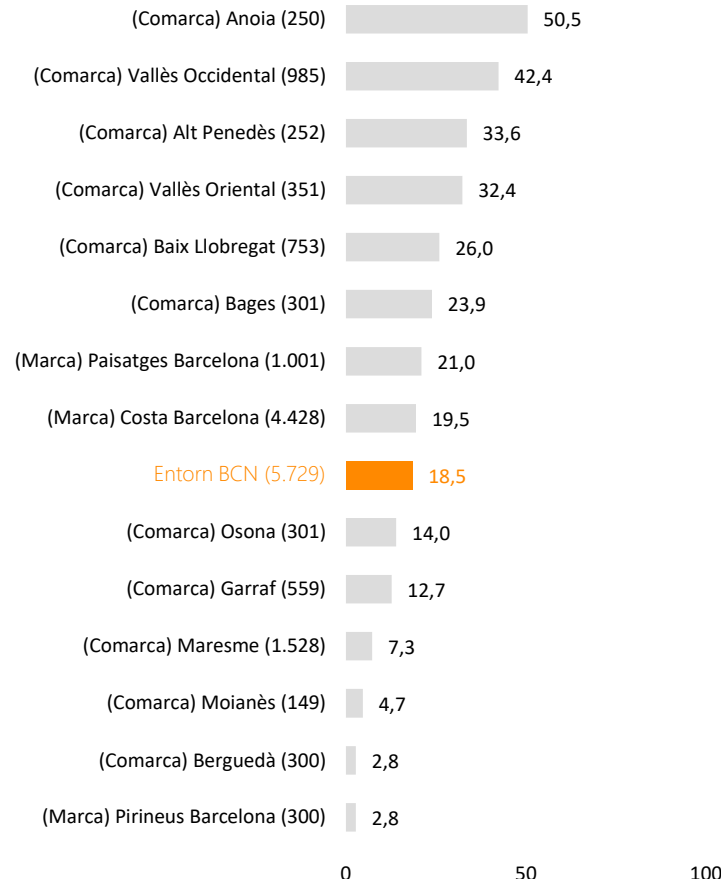 (Comarca) Anoia (250) 50,5
(Comarca) Vallès Occidental (985) 42,4
(Comarca) Alt Penedès (252) 33,6
(Comarca) Vallès Oriental (351) 32,4
(Comarca) Baix Llobregat (753) 26,0
(Comarca) Bages (301) 23,9
(Marca) Paisatges Barcelona (1.001) 21,0
(Marca) Costa Barcelona (4.428) 19,5
Entorn BCN (5.729) 18,5
(Comarca) Osona (301) 14,0
(Comarca) Garraf (559) 12,7
(Comarca) Maresme (1.528) 7,3
(Comarca) Moianès (149) 4,7
(Comarca) Berguedà (300) 2,8
(Marca) Pirineus Barcelona (300) 2,8
0 50 100